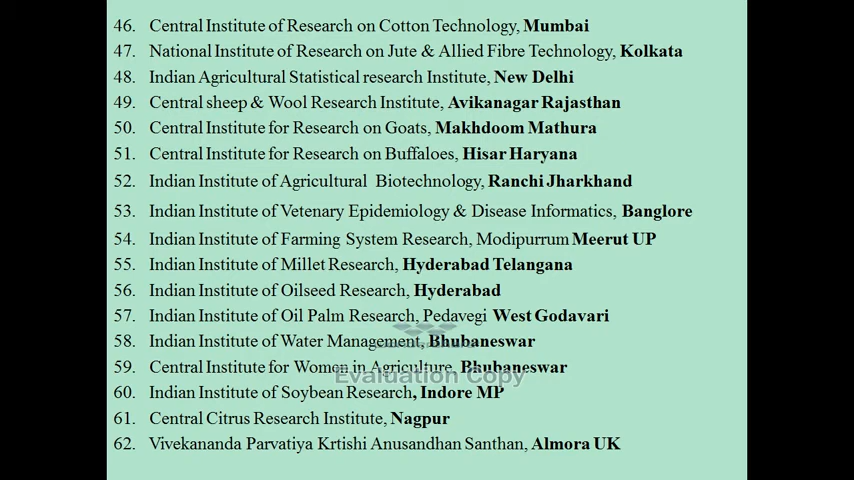 46. Central Institute of Research on Cotton Technology, Mumbai
47. National Institute of Research on Jute & Allied Fibre Technology, Kolkata
48. Indian Agricultural Statistical research Institute, New Delhi
49. Central sheep & Wool Research Institute, Avikanagar Rajasthan
50. Central Institute for Research on Goats, Makhdoom Mathura
51. Central Institute for Research on Buffaloes, Hisar Haryana
52. Indian Institute of Agricultural Biotechnology, Ranchi Jharkhand
53. Indian Institute of Vetenary Epidemiology & Disease Informatics, Banglore
54. Indian Institute of Farming System Research, Modipurrum Meerut UP
55. Indian Institute of Millet Research, Hyderabad Telangana
56. Indian Institute of Oilseed Research, Hyderabad
57. Indian Institute of Oil Palm Research, Pedavegi West Godavari
58. Indian Institute of Water Management, Bhubaneswar
59. Central Institute for Women in Agriculture, Bhubaneswar
Evaluation Copy
60. Indian Institute of Soybean Research, Indore MP
61. Central Citrus Research Institute, Nagpur
62. Vivekananda Parvatiya Krtishi Anusandhan Santhan, Almora UK